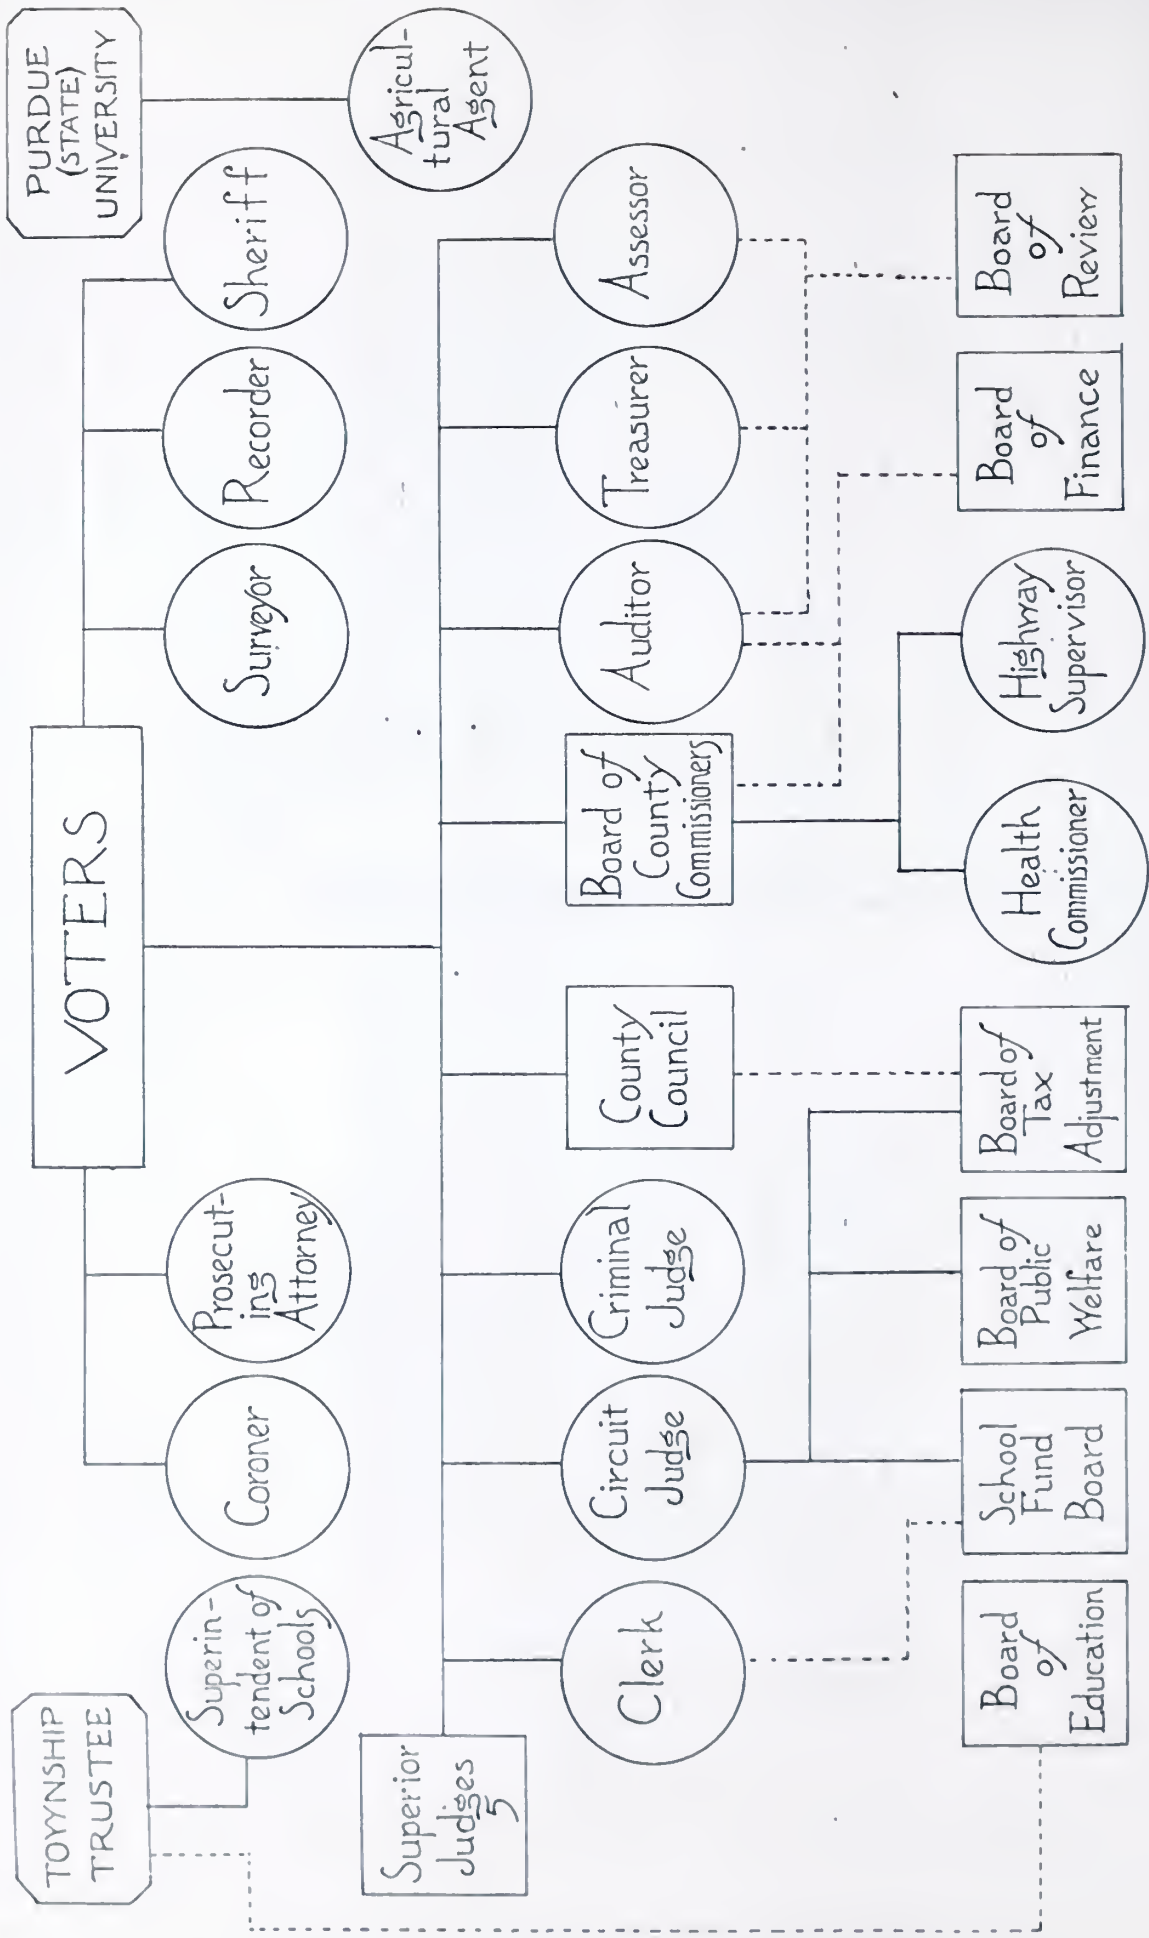 TOWNSHIP
TRUSTEE
VOTERS
PURDUE
(STATE)
UNIVERSITY
Superin-
tendent of
Schools
Coroner
Prosecut-
ing
Attorney
Surveyor
Recorder
Sheriff
Agricul-
tural
Agent
Superior
Judges
5
Clerk
Circuit
Judge
Criminal
Judge
County
Council
Board of
County
Commissioners
Auditor
Treasurer
Assessor
Board
of
Education
School
Fund
Board
Board of
Public
Welfare
Board of
Tax
Adjustment
Health
Commissioner
Highway
Supervisor
Board
of
Finance
Board
of
Review